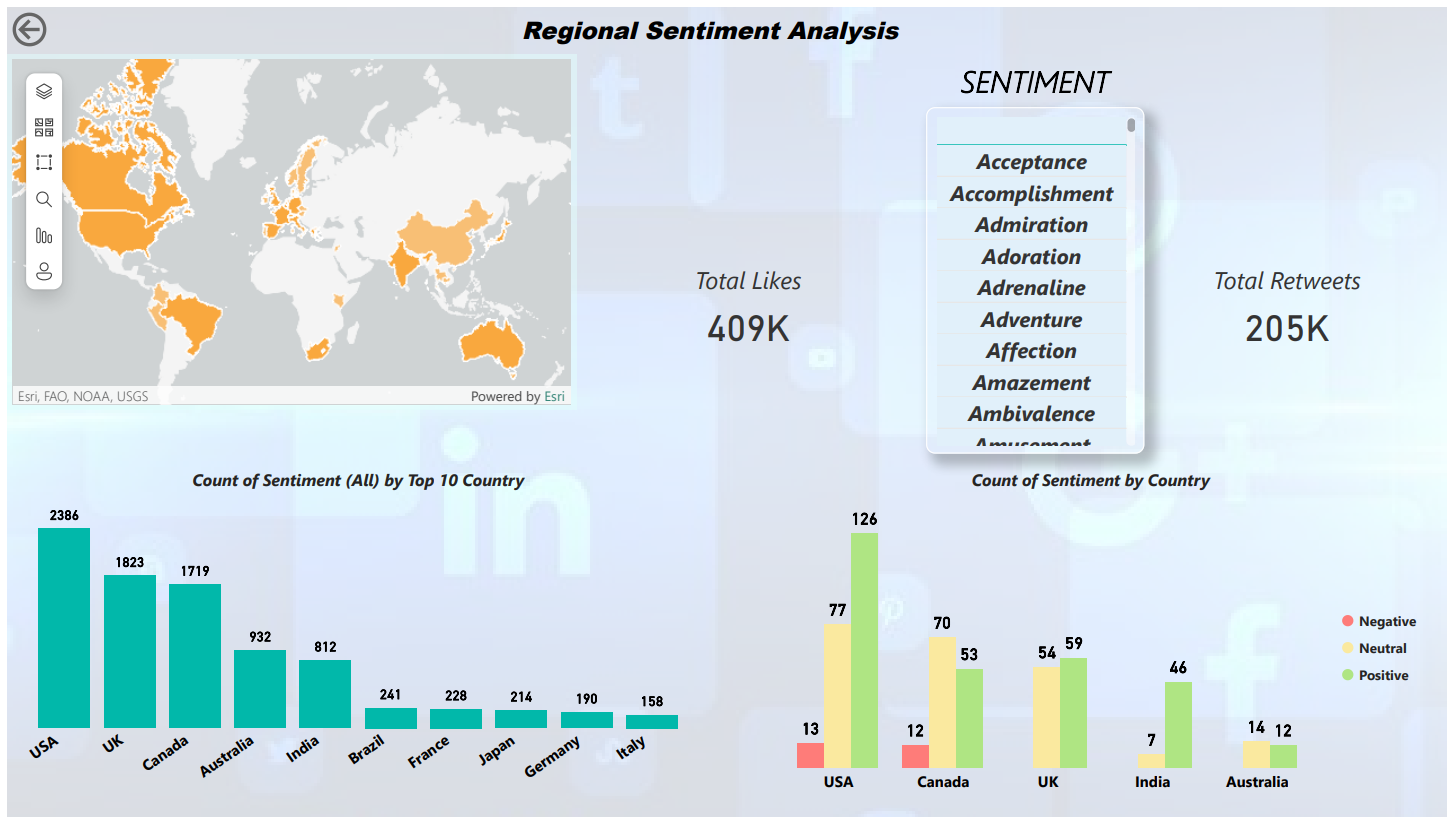 Regional Sentiment Analysis
Esri, FAO, NOAA, USGS
Powered by Esri
SENTIMENT
Acceptance
Accomplishment
Admiration
Adoration
Adrenaline
Adventure
Affection
Amazement
Ambivalence
Amusement
Total Likes
409K
Total Retweets
205K
Count of Sentiment (All) by Top 10 Country
2386
1823
1719
932
812
241
228
214
190
158
USA
UK
Canada
Australia
India
Brazil
France
Japan
Germany
Italy
Count of Sentiment by Country
13
77
126
12
70
53
54
59
7
46
14
12
USA
Canada
UK
India
Australia
Negative
Neutral
Positive
t
f
in
f